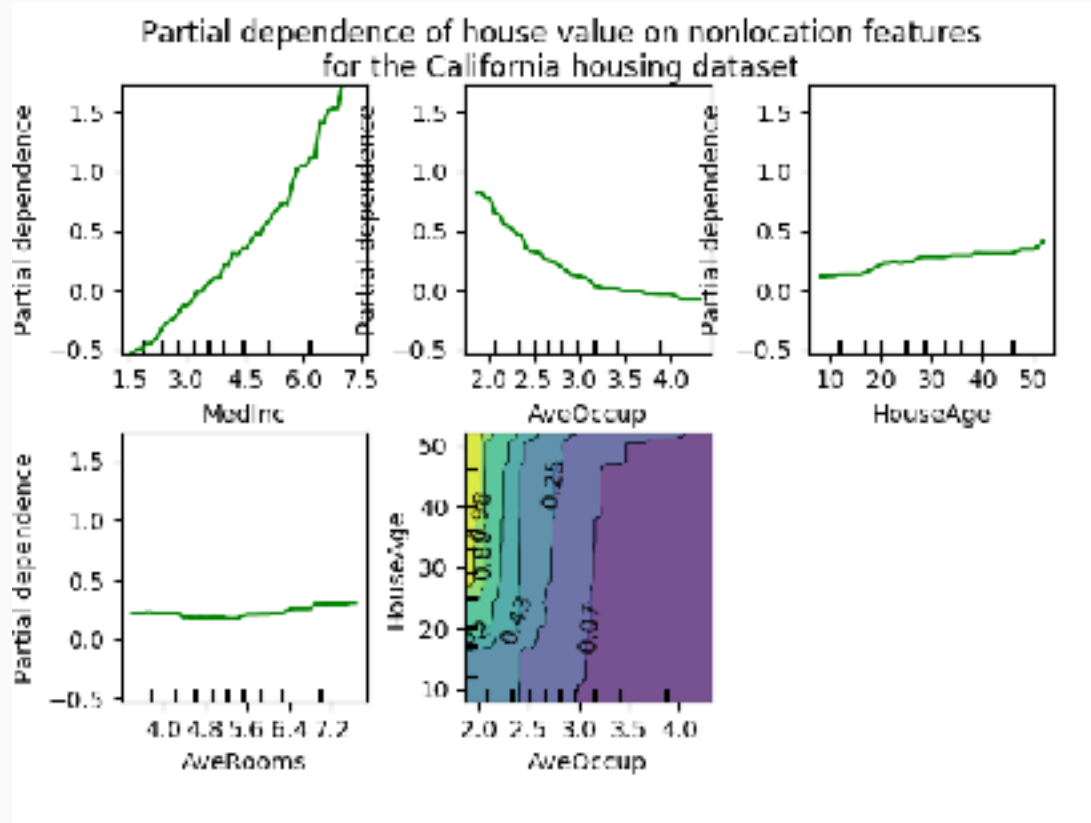 Partial dependence of house value on nonlocation features
for the California housing dataset
Partial dependence
1.5
1.0
0.5
0.0
−0.5
1.5 3.0 4.5 6.0 7.5
MedInc
Partial dependence
1.5
1.0
0.5
0.0
−0.5
2.0 2.5 3.0 3.5 4.0
AveOccup
Partial dependence
1.5
1.0
0.5
0.0
−0.5
10 20 30 40 50
HouseAge
Partial dependence
1.5
1.0
0.5
0.0
−0.5
4.0 4.8 5.6 6.4 7.2
AveRooms
HouseAge
50
40
30
20
10
0.25
0.43
0.07
2.0 2.5 3.0 3.5 4.0
AveOccup